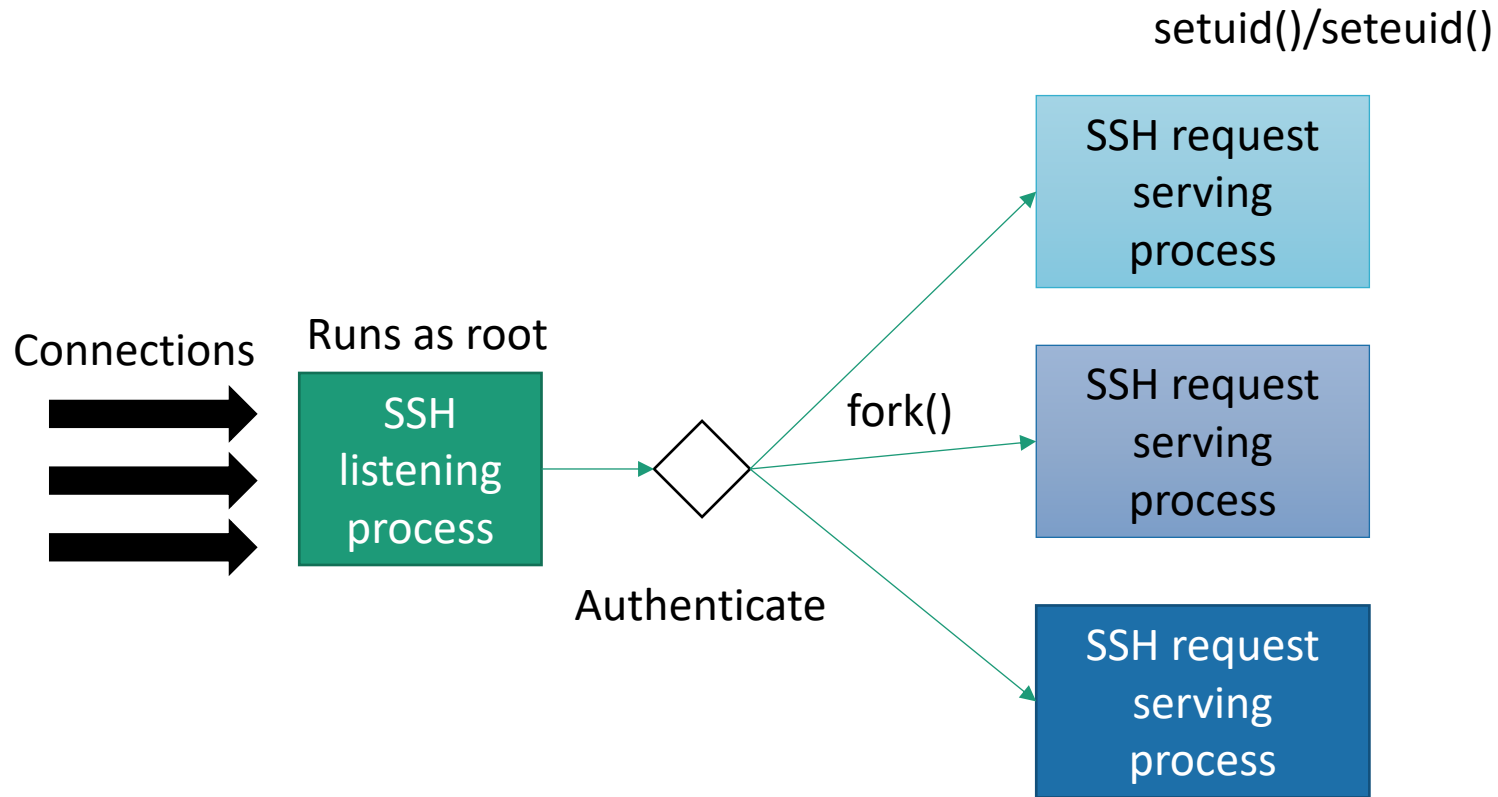 setuid()/seteuid()
SSH request
serving
process
Connections
Runs as root
SSH
listening
process
fork()
SSH request
serving
process
Authenticate
SSH request
serving
process